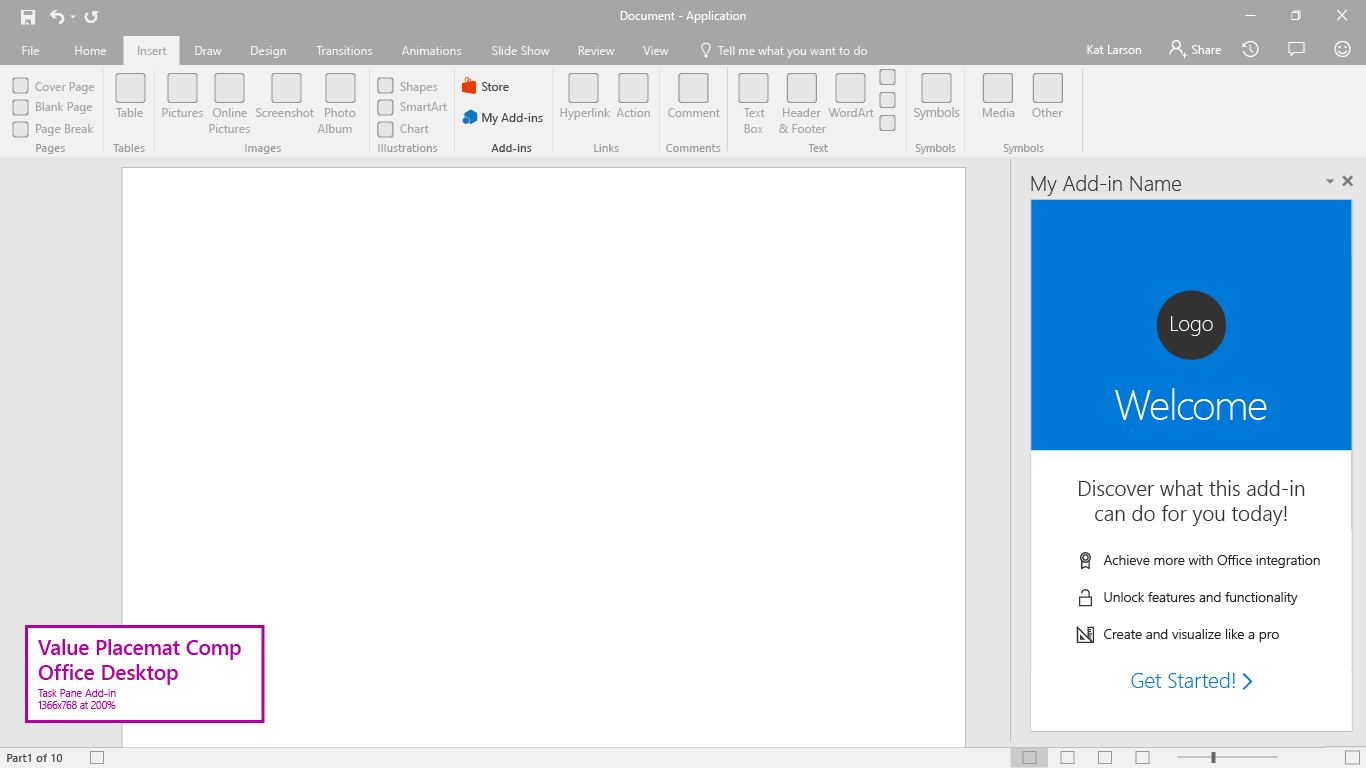 Document - Application
File Home Insert Draw Design Transitions Animations Slide Show Review View Tell me what you want to do Kat Larson Share
Cover Page
Blank Page
Page Break
Pages
Table
Tables
Pictures
Online
Pictures
Screenshot
Photo
Album
Images
Shapes
SmartArt
Chart
Illustrations
Store
My Add-ins
Add-ins
Hyperlink
Action
Links
Comment
Comments
Text
Box
Header
& Footer
WordArt
Text
Symbols
Symbols
Media
Other
Symbols
My Add-in Name
Logo
Welcome
Discover what this add-in
can do for you today!
Achieve more with Office integration
Unlock features and functionality
Create and visualize like a pro
Get Started!
Value Placemat Comp
Office Desktop
Task Pane Add-in
1366x768 at 200%
Part1 of 10